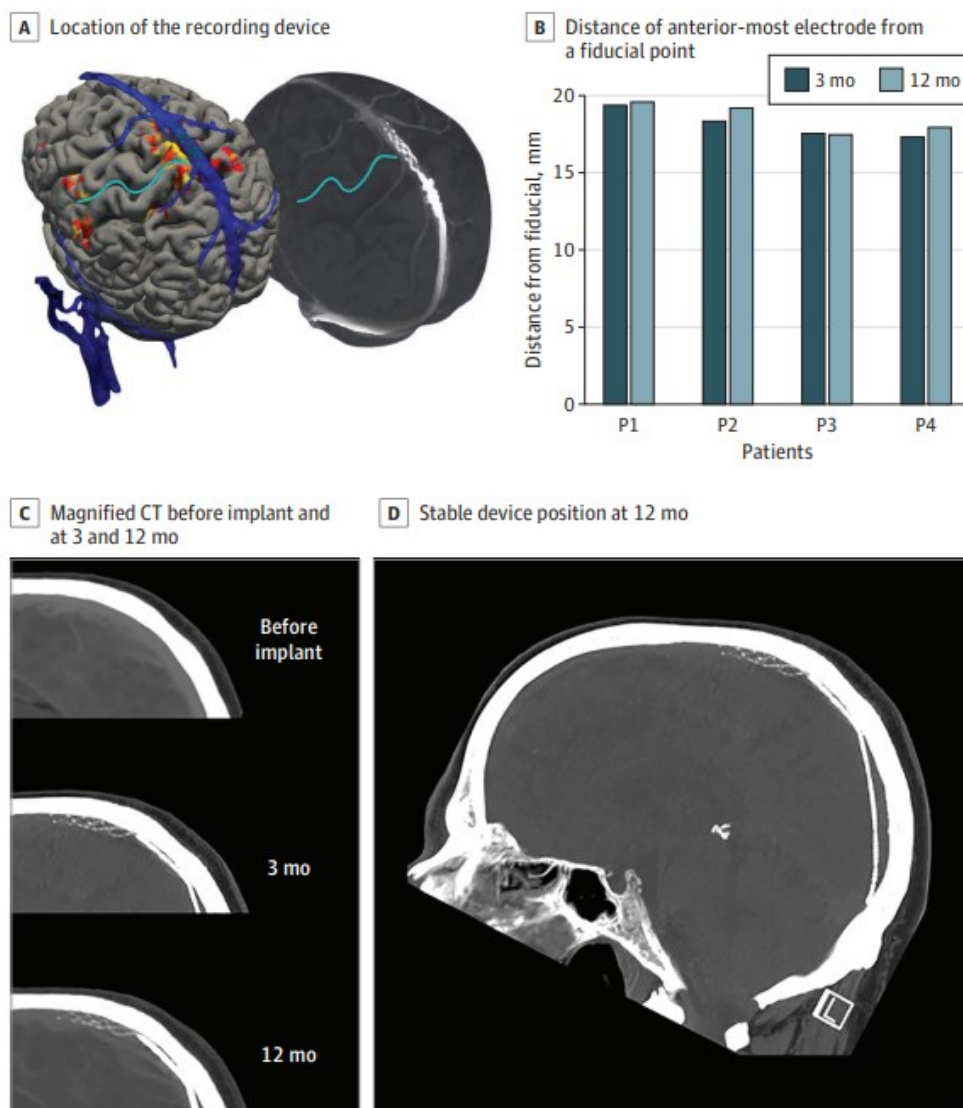 A Location of the recording device
B Distance of anterior-most electrode from
a fiducial point
3 mo 12 mo
20
15
10
5
0
Distance from fiducial, mm
P1 P2 P3 P4
Patients
C Magnified CT before implant and
at 3 and 12 mo
Before
implant
3 mo
12 mo
D Stable device position at 12 mo
L